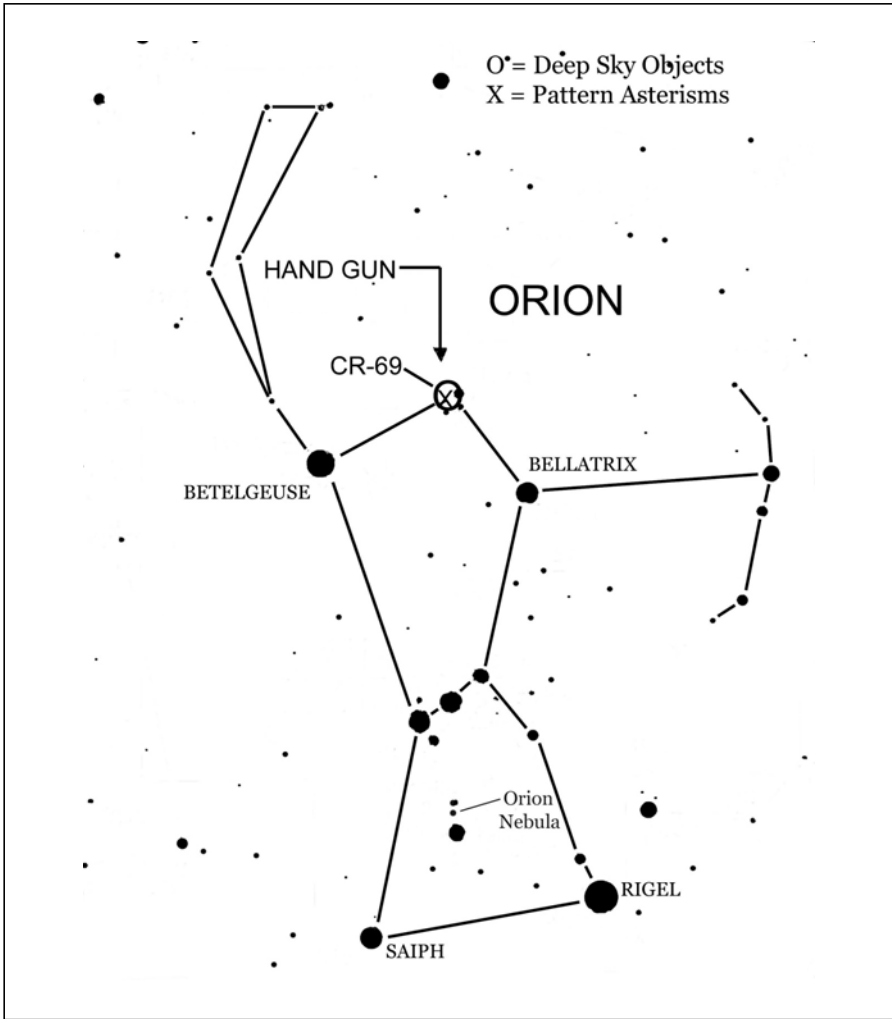 O = Deep Sky Objects
X = Pattern Asterisms
HAND GUN
ORION
CR-69
X
BELLATRIX
BETELGEUSE
Orion
Nebula
RIGEL
SAIPH